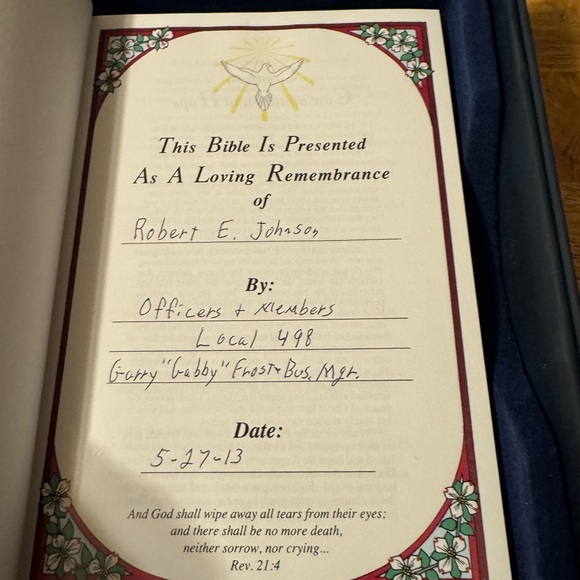 This Bible Is Presented
As A Loving Remembrance
of
Robert E. Johnson
By:
Officers + Members
Local 498
Garry "Gabby" Frost + Bus. Mgr.
Date:
5-27-13
And God shall wipe away all tears from their eyes;
and there shall be no more death,
neither sorrow, nor crying...
Rev. 21:4